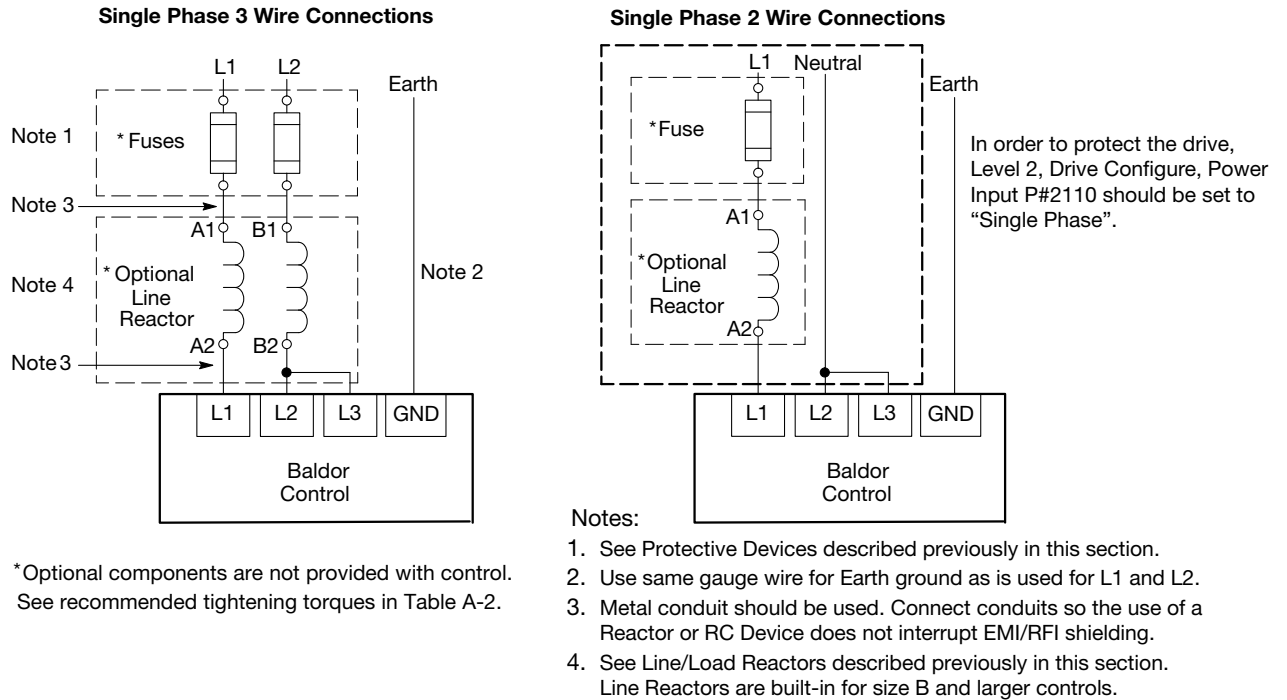 Single Phase 3 Wire Connections
L1 L2
Earth
Note 1
* Fuses
Note 3
A1 B1
Note 4
* Optional
Line
Reactor
Note 2
A2 B2
Note3
L1 L2 L3 GND
Baldor
Control
*Optional components are not provided with control.
See recommended tightening torques in Table A-2.
Single Phase 2 Wire Connections
L1 Neutral
Earth
*Fuse
A1
*Optional
Line
Reactor
A2
L1 L2 L3 GND
Baldor
Control
In order to protect the drive,
Level 2, Drive Configure, Power
Input P#2110 should be set to
“Single Phase”.
Notes:
1. See Protective Devices described previously in this section.
2. Use same gauge wire for Earth ground as is used for L1 and L2.
3. Metal conduit should be used. Connect conduits so the use of a
Reactor or RC Device does not interrupt EMI/RFI shielding.
4. See Line/Load Reactors described previously in this section.
Line Reactors are built-in for size B and larger controls.